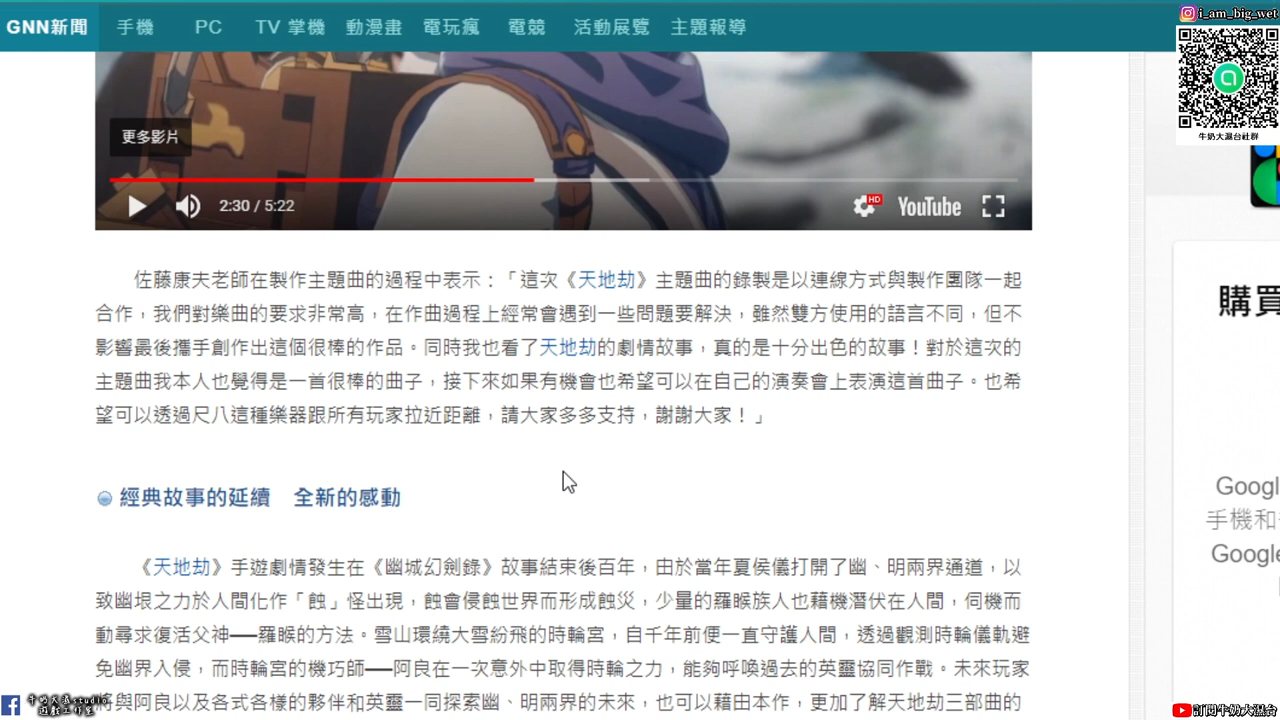 GNN新聞 手機 PC TV 掌機 動漫畫 電玩瘋 電競 活動展覽 主題報導
i_am_big_wet
牛奶大濕台社群
更多影片
2:30 / 5:22
HD
YouTube
佐藤康夫老師在製作主題曲的過程中表示：「這次《天地劫》主題曲的錄製是以連線方式與製作團隊一起
合作，我們對樂曲的要求非常高，在作曲過程上經常會遇到一些問題要解決，雖然雙方使用的語言不同，但不
影響最後攜手創作出這個很棒的作品。同時我也看了天地劫的劇情故事，真的是十分出色的故事！對於這次的
主題曲我本人也覺得是一首很棒的曲子，接下來如果有機會也希望可以在自己的演奏會上表演這首曲子。也希
望可以透過尺八這種樂器跟所有玩家拉近距離，請大家多多支持，謝謝大家！」
經典故事的延續 全新的感動
《天地劫》手遊劇情發生在《幽城幻劍錄》故事結束後百年，由於當年夏侯儀打開了幽、明兩界通道，以
致幽垠之力於人間化作「蝕」怪出現，蝕會侵蝕世界而形成蝕災，少量的羅睺族人也藉機潛伏在人間，伺機而
動尋求復活父神──羅睺的方法。雪山環繞大雪紛飛的時輪宮，自千年前便一直守護人間，透過觀測時輪儀軌避
免幽界入侵，而時輪宮的機巧師──阿良在一次意外中取得時輪之力，能夠呼喚過去的英靈協同作戰。未來玩家
將與阿良以及各式各樣的夥伴和英靈一同探索幽、明兩界的未來，也可以藉由本作，更加了解天地劫三部曲的
購買
Googl
手機和
Google
牛奶大濕studio
遊戲工作室
訂閱牛奶大濕台